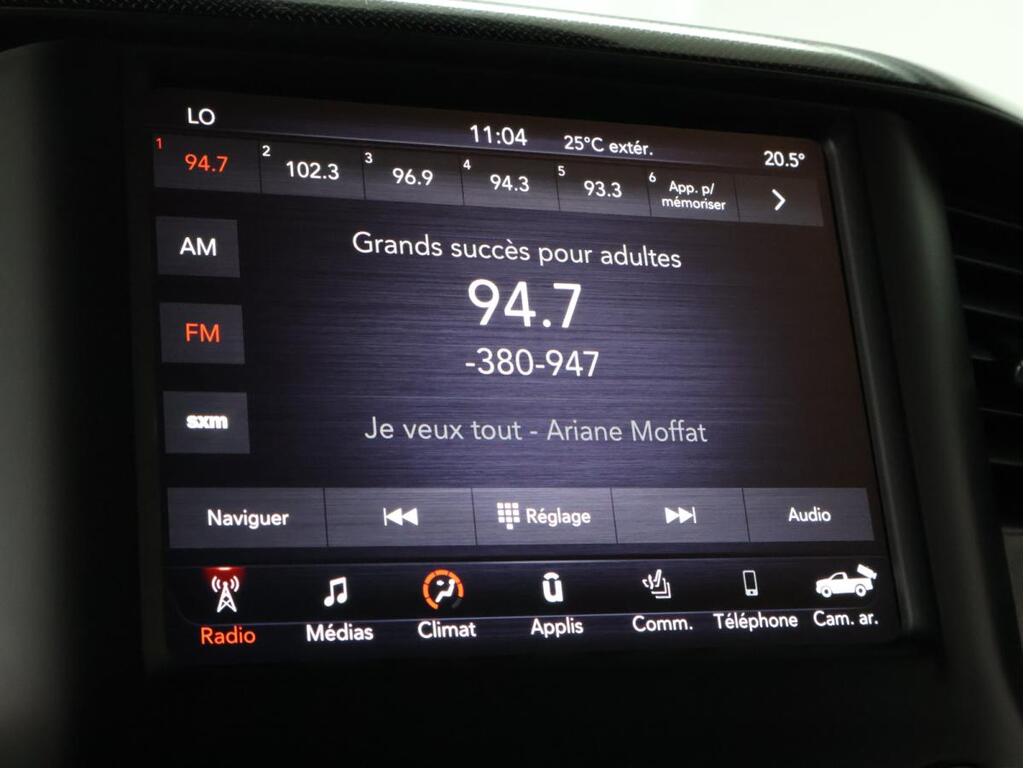 LO 11:04 25°C extér. 20.5°
1 94.7 2 102.3 3 96.9 4 94.3 5 93.3 6 App. p/
mémoriser
AM
Grands succès pour adultes
94.7
FM
-380-947
sxm
Je veux tout - Ariane Moffat
Naviguer Réglage Audio
Radio Médias Climat Applis Comm. Téléphone Cam. ar.